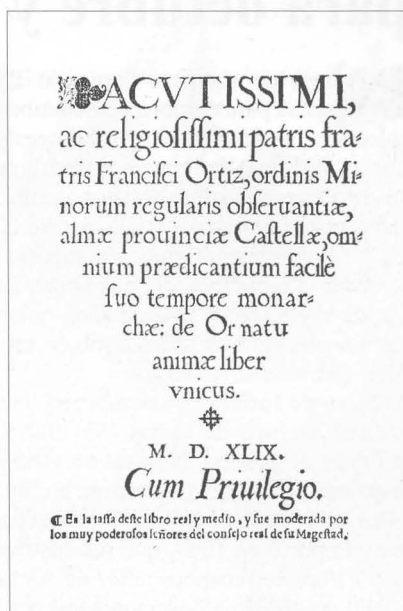 ACVTISSIMI,
ac religiosissimi patris fra-
tris Francisci Ortiz, ordinis Mi-
norum regularis obseruantiæ,
almæ prouinciæ Castellæ, om-
nium prædicantium facilè
suo tempore monar-
chæ: de Ornatu
animæ liber
vnicus.
M. D. XLIX.
Cum Priuilegio.
¶ Es la tassa deste libro real y medio, y fue moderada por
los muy poderosos señores del consejo real de su Magestad.